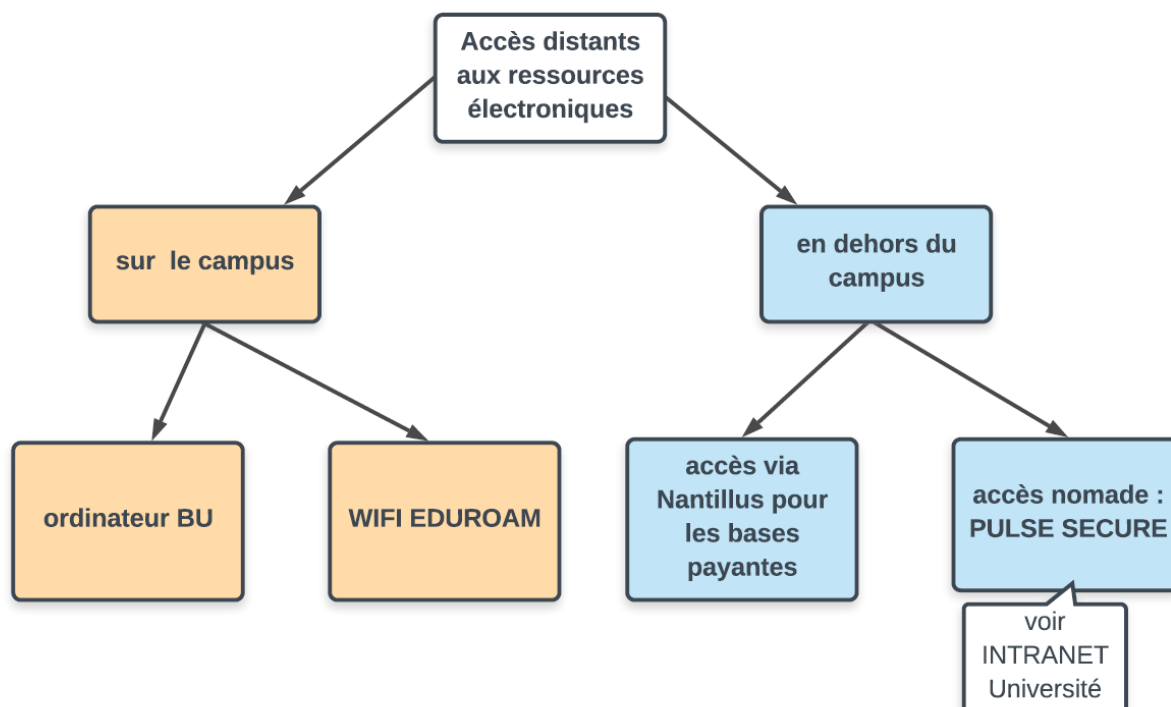 Accès distants
aux ressources
électroniques
sur le campus
en dehors du
campus
ordinateur BU
WIFI EDUROAM
accès via
Nantillus pour
les bases
payantes
accès nomade :
PULSE SECURE
voir
INTRANET
Université